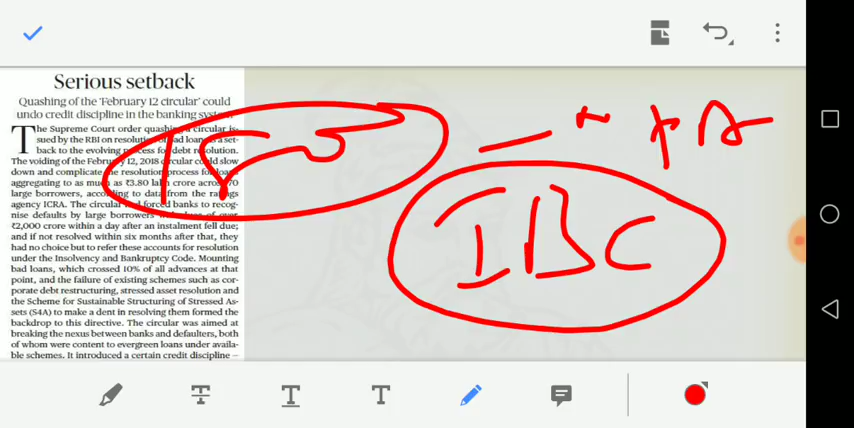 Serious setback
Quashing of the 'February 12 circular' could
undo credit discipline in the banking system
The Supreme Court order quashing a circular is-
sued by the RBI on resolution of bad loans is a set-
back to the evolving process for debt resolution.
The voiding of the February 12, 2018 circular could slow
down and complicate the resolution process for loans
aggregating to as much as ₹3.80 lakh crore across 70
large borrowers, according to data from the ratings
agency ICRA. The circular had forced banks to recog-
nise defaults by large borrowers with dues of over
₹2,000 crore within a day after an instalment fell due;
and if not resolved within six months after that, they
had no choice but to refer these accounts for resolution
under the Insolvency and Bankruptcy Code. Mounting
bad loans, which crossed 10% of all advances at that
point, and the failure of existing schemes such as cor-
porate debt restructuring, stressed asset resolution and
the Scheme for Sustainable Structuring of Stressed As-
sets (S4A) to make a dent in resolving them formed the
backdrop to this directive. The circular was aimed at
breaking the nexus between banks and defaulters, both
of whom were content to evergreen loans under availa-
ble schemes. It introduced a certain credit discipline –
IBC